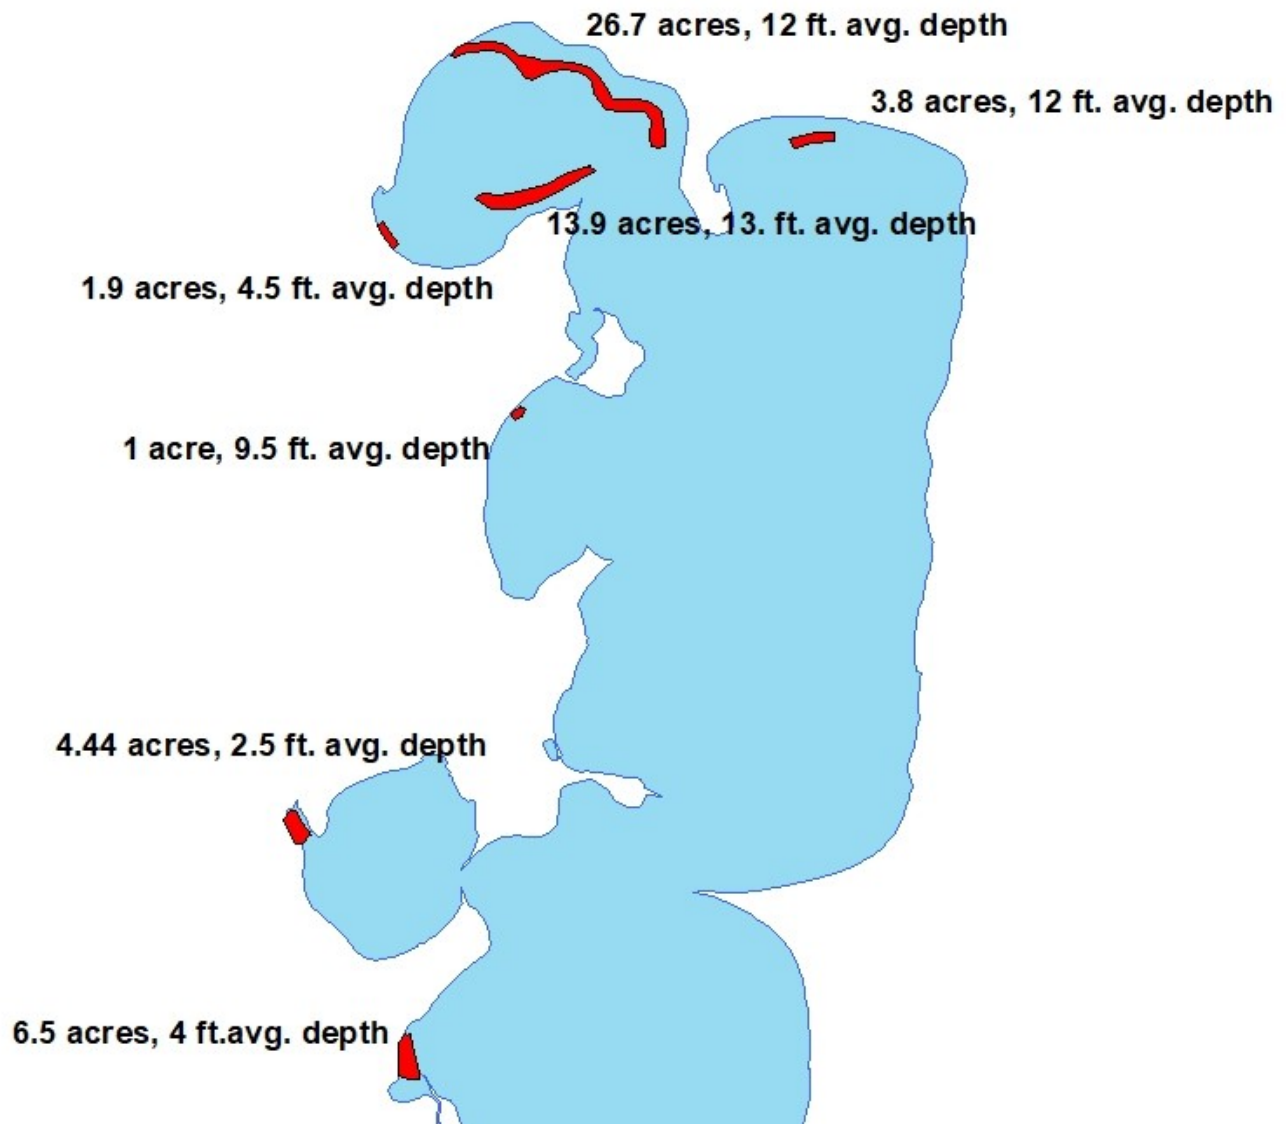 26.7 acres, 12 ft. avg. depth
3.8 acres, 12 ft. avg. depth
13.9 acres, 13. ft. avg. depth
1.9 acres, 4.5 ft. avg. depth
1 acre, 9.5 ft. avg. depth
4.44 acres, 2.5 ft. avg. depth
6.5 acres, 4 ft.avg. depth